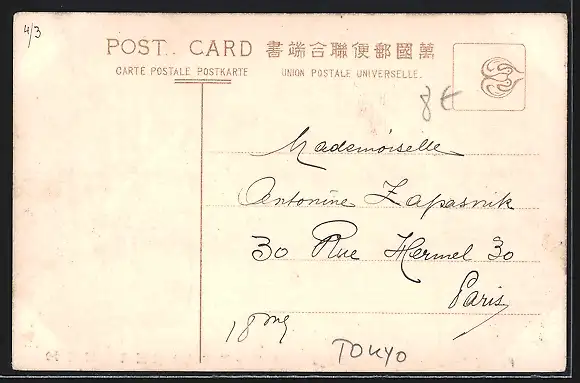 4/3
POST. CARD 書端合聯便郵國萬
CARTE POSTALE POSTKARTE UNION POSTALE UNIVERSELLE.
8€
Mademoiselle
Antonine Zapasnik
30 Rue Hermel 30
Paris
18me
TOKYO